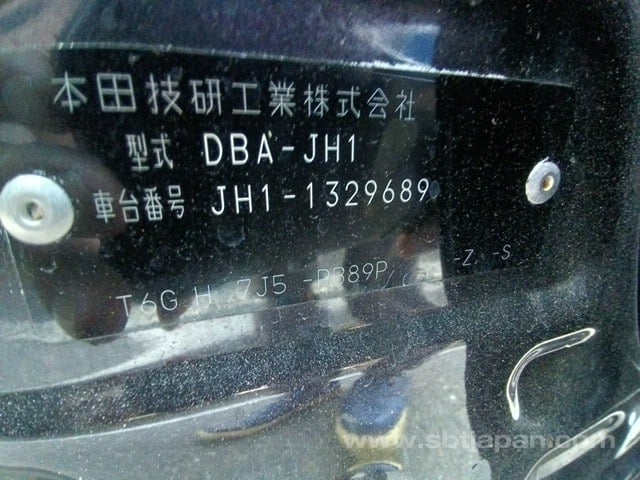 本田技研工業株式会社
型式 DBA-JH1
車台番号 JH1-1329689
T6G H 7J5 -PB89P -Z -S
www.sbtjapan.com